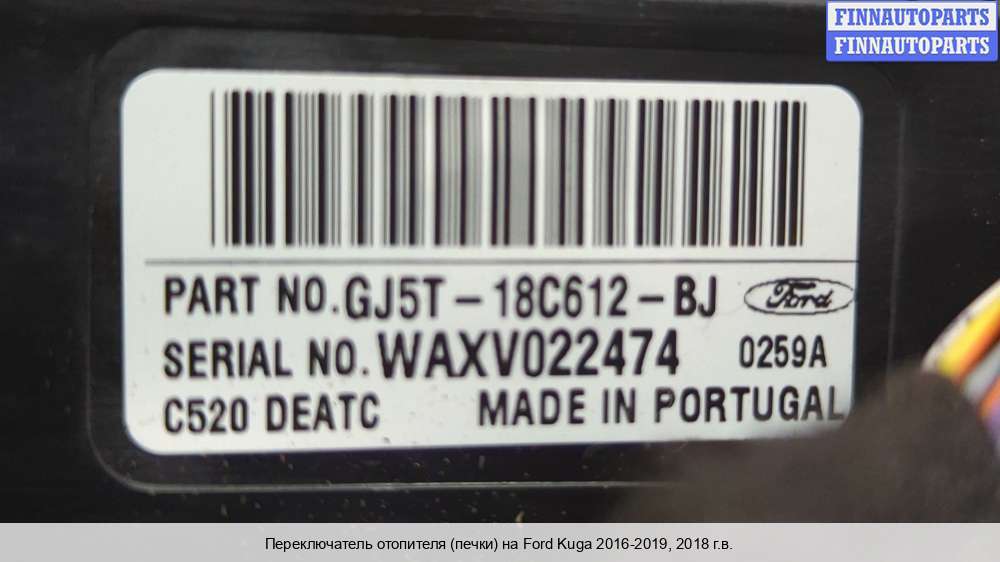 FINNAUTOPARTS
FINNAUTOPARTS
PART NO.GJ5T-18C612-BJ Ford
SERIAL NO.WAXV022474 0259A
C520 DEATC MADE IN PORTUGAL
Переключатель отопителя (печки) на Ford Kuga 2016-2019, 2018 г.в.